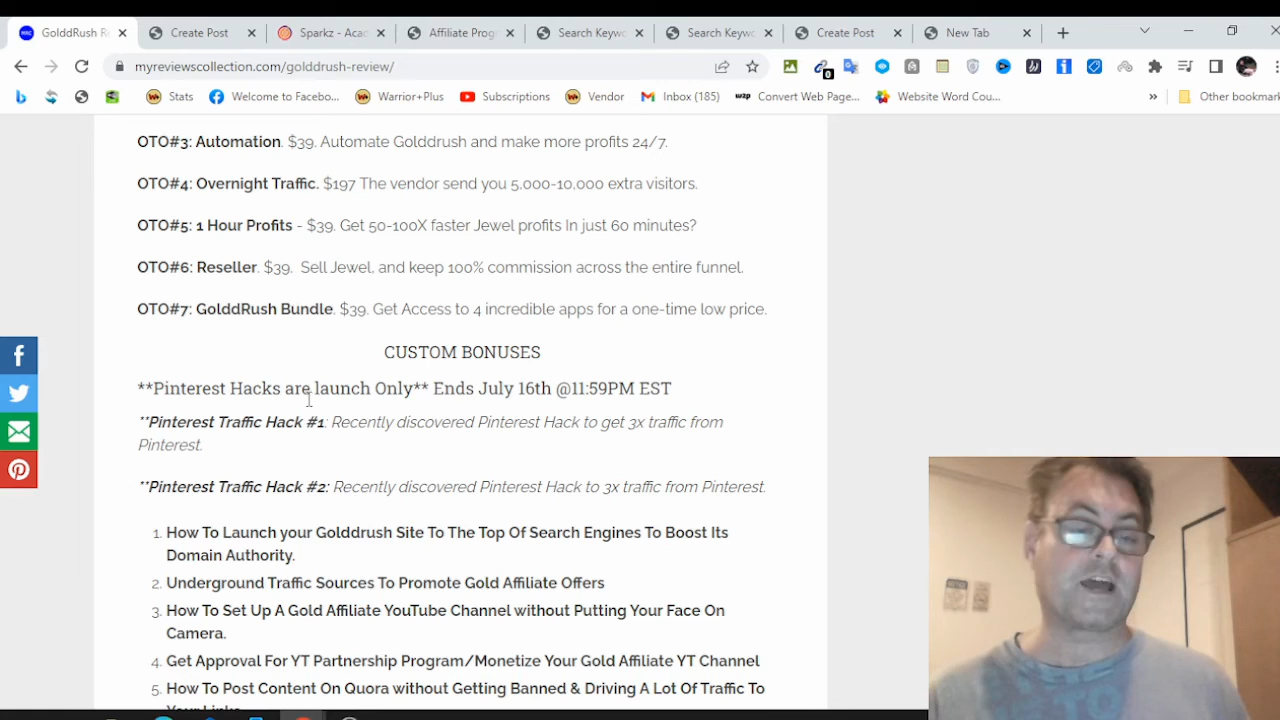 GolddRush R
Create Post
Sparkz - Aca
Affiliate Prog
Search Keywo
Search Keywo
Create Post
New Tab
myreviewscollection.com/golddrush-review/
Stats
Welcome to Facebo...
Warrior+Plus
Subscriptions
Vendor
Inbox (185)
Convert Web Page...
Website Word Cou...
Other bookmark
OTO#3: Automation. $39. Automate Golddrush and make more profits 24/7.
OTO#4: Overnight Traffic. $197 The vendor send you 5,000-10,000 extra visitors.
OTO#5: 1 Hour Profits - $39. Get 50-100X faster Jewel profits In just 60 minutes?
OTO#6: Reseller. $39. Sell Jewel, and keep 100% commission across the entire funnel.
OTO#7: GolddRush Bundle. $39. Get Access to 4 incredible apps for a one-time low price.
CUSTOM BONUSES
**Pinterest Hacks are launch Only** Ends July 16th @11:59PM EST
**Pinterest Traffic Hack #1: Recently discovered Pinterest Hack to get 3x traffic from
Pinterest.
**Pinterest Traffic Hack #2: Recently discovered Pinterest Hack to 3x traffic from Pinterest.
1. How To Launch your Golddrush Site To The Top Of Search Engines To Boost Its
Domain Authority.
2. Underground Traffic Sources To Promote Gold Affiliate Offers
3. How To Set Up A Gold Affiliate YouTube Channel without Putting Your Face On
Camera.
4. Get Approval For YT Partnership Program/Monetize Your Gold Affiliate YT Channel
5. How To Post Content On Quora without Getting Banned & Driving A Lot Of Traffic To